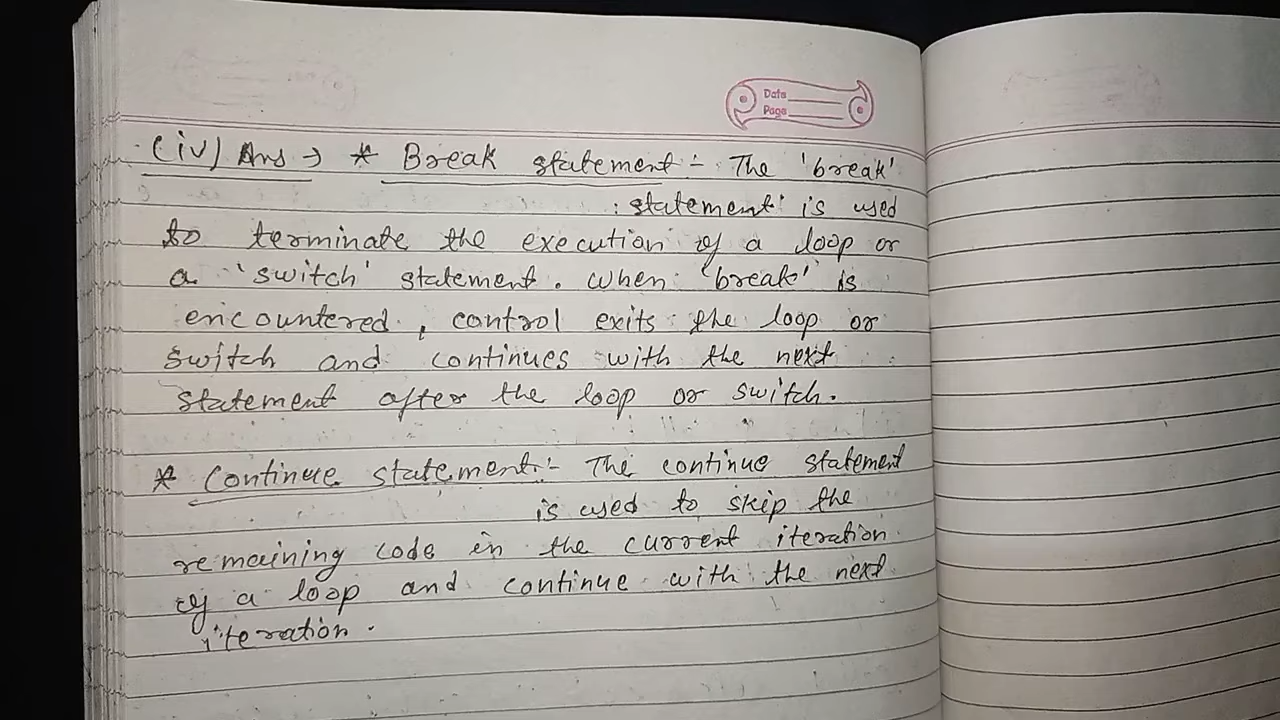 Date
Page
(iv) Ans → * Break statement :- The 'break'
statement is used
to terminate the execution of a loop or
a 'switch' statement. When 'break' is
encountered, control exits the loop or
switch and continues with the next
statement after the loop or switch.
* Continue statement :- The continue statement
is used to skip the
remaining code in the current iteration
of a loop and continue with the next
iteration.